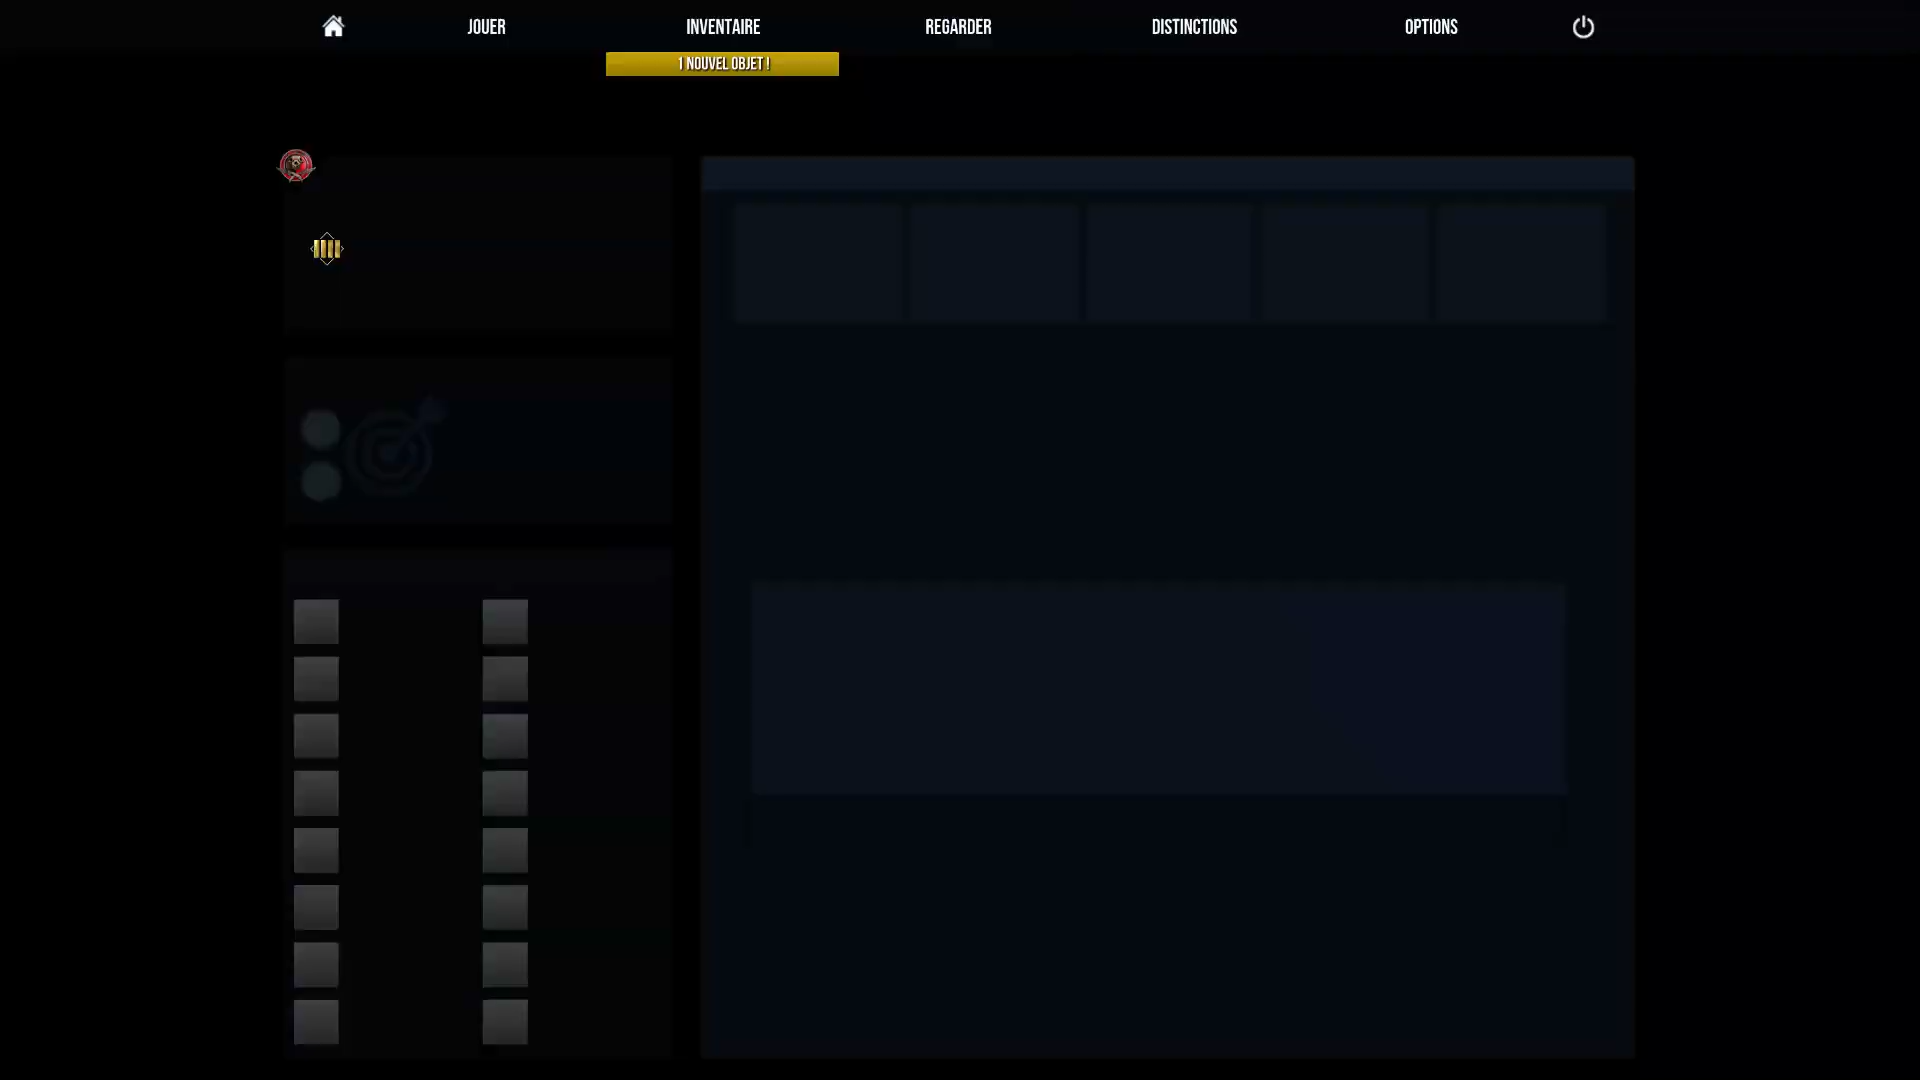 JOUER
INVENTAIRE
REGARDER
DISTINCTIONS
OPTIONS
1 NOUVEL OBJET !